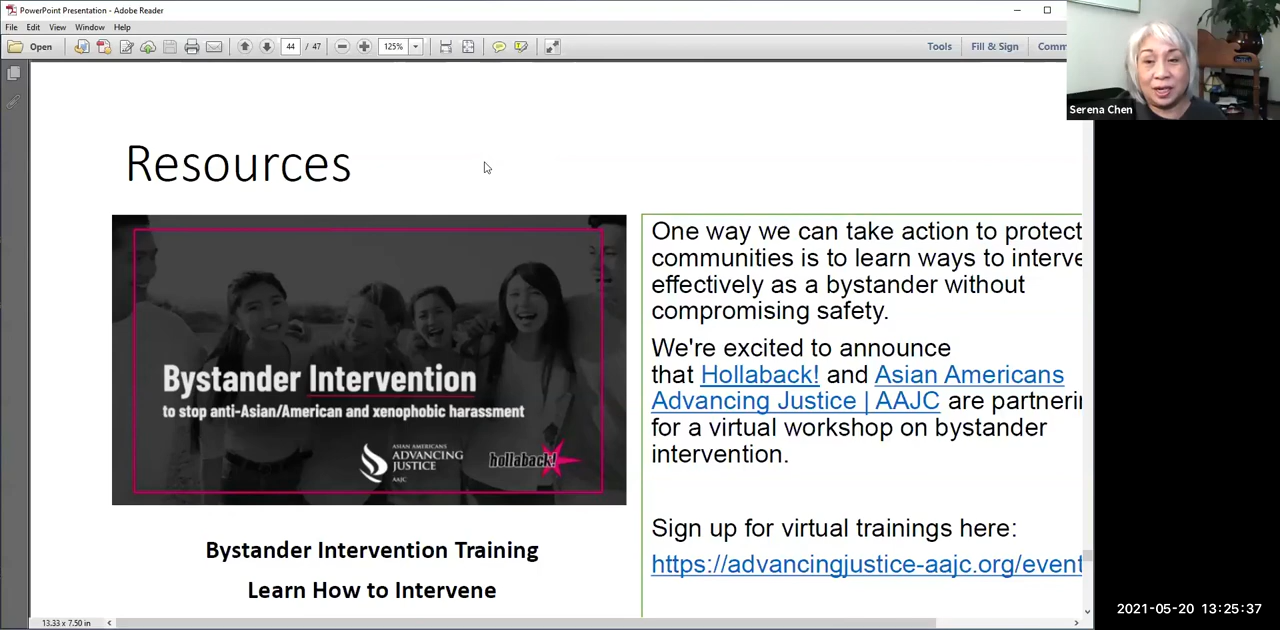 PowerPoint Presentation - Adobe Reader
File Edit View Window Help
Open 44 / 47 125% Tools Fill & Sign Comm
Serena Chen
Resources
Bystander Intervention
to stop anti-Asian/American and xenophobic harassment
ASIAN AMERICANS
ADVANCING
JUSTICE
AAJC
hollaback!
Bystander Intervention Training
Learn How to Intervene
One way we can take action to protect
communities is to learn ways to interve
effectively as a bystander without
compromising safety.
We're excited to announce
that Hollaback! and Asian Americans
Advancing Justice | AAJC are partnerin
for a virtual workshop on bystander
intervention.
Sign up for virtual trainings here:
https://advancingjustice-aajc.org/event
13.33 x 7.50 in
2021-05-20 13:25:37